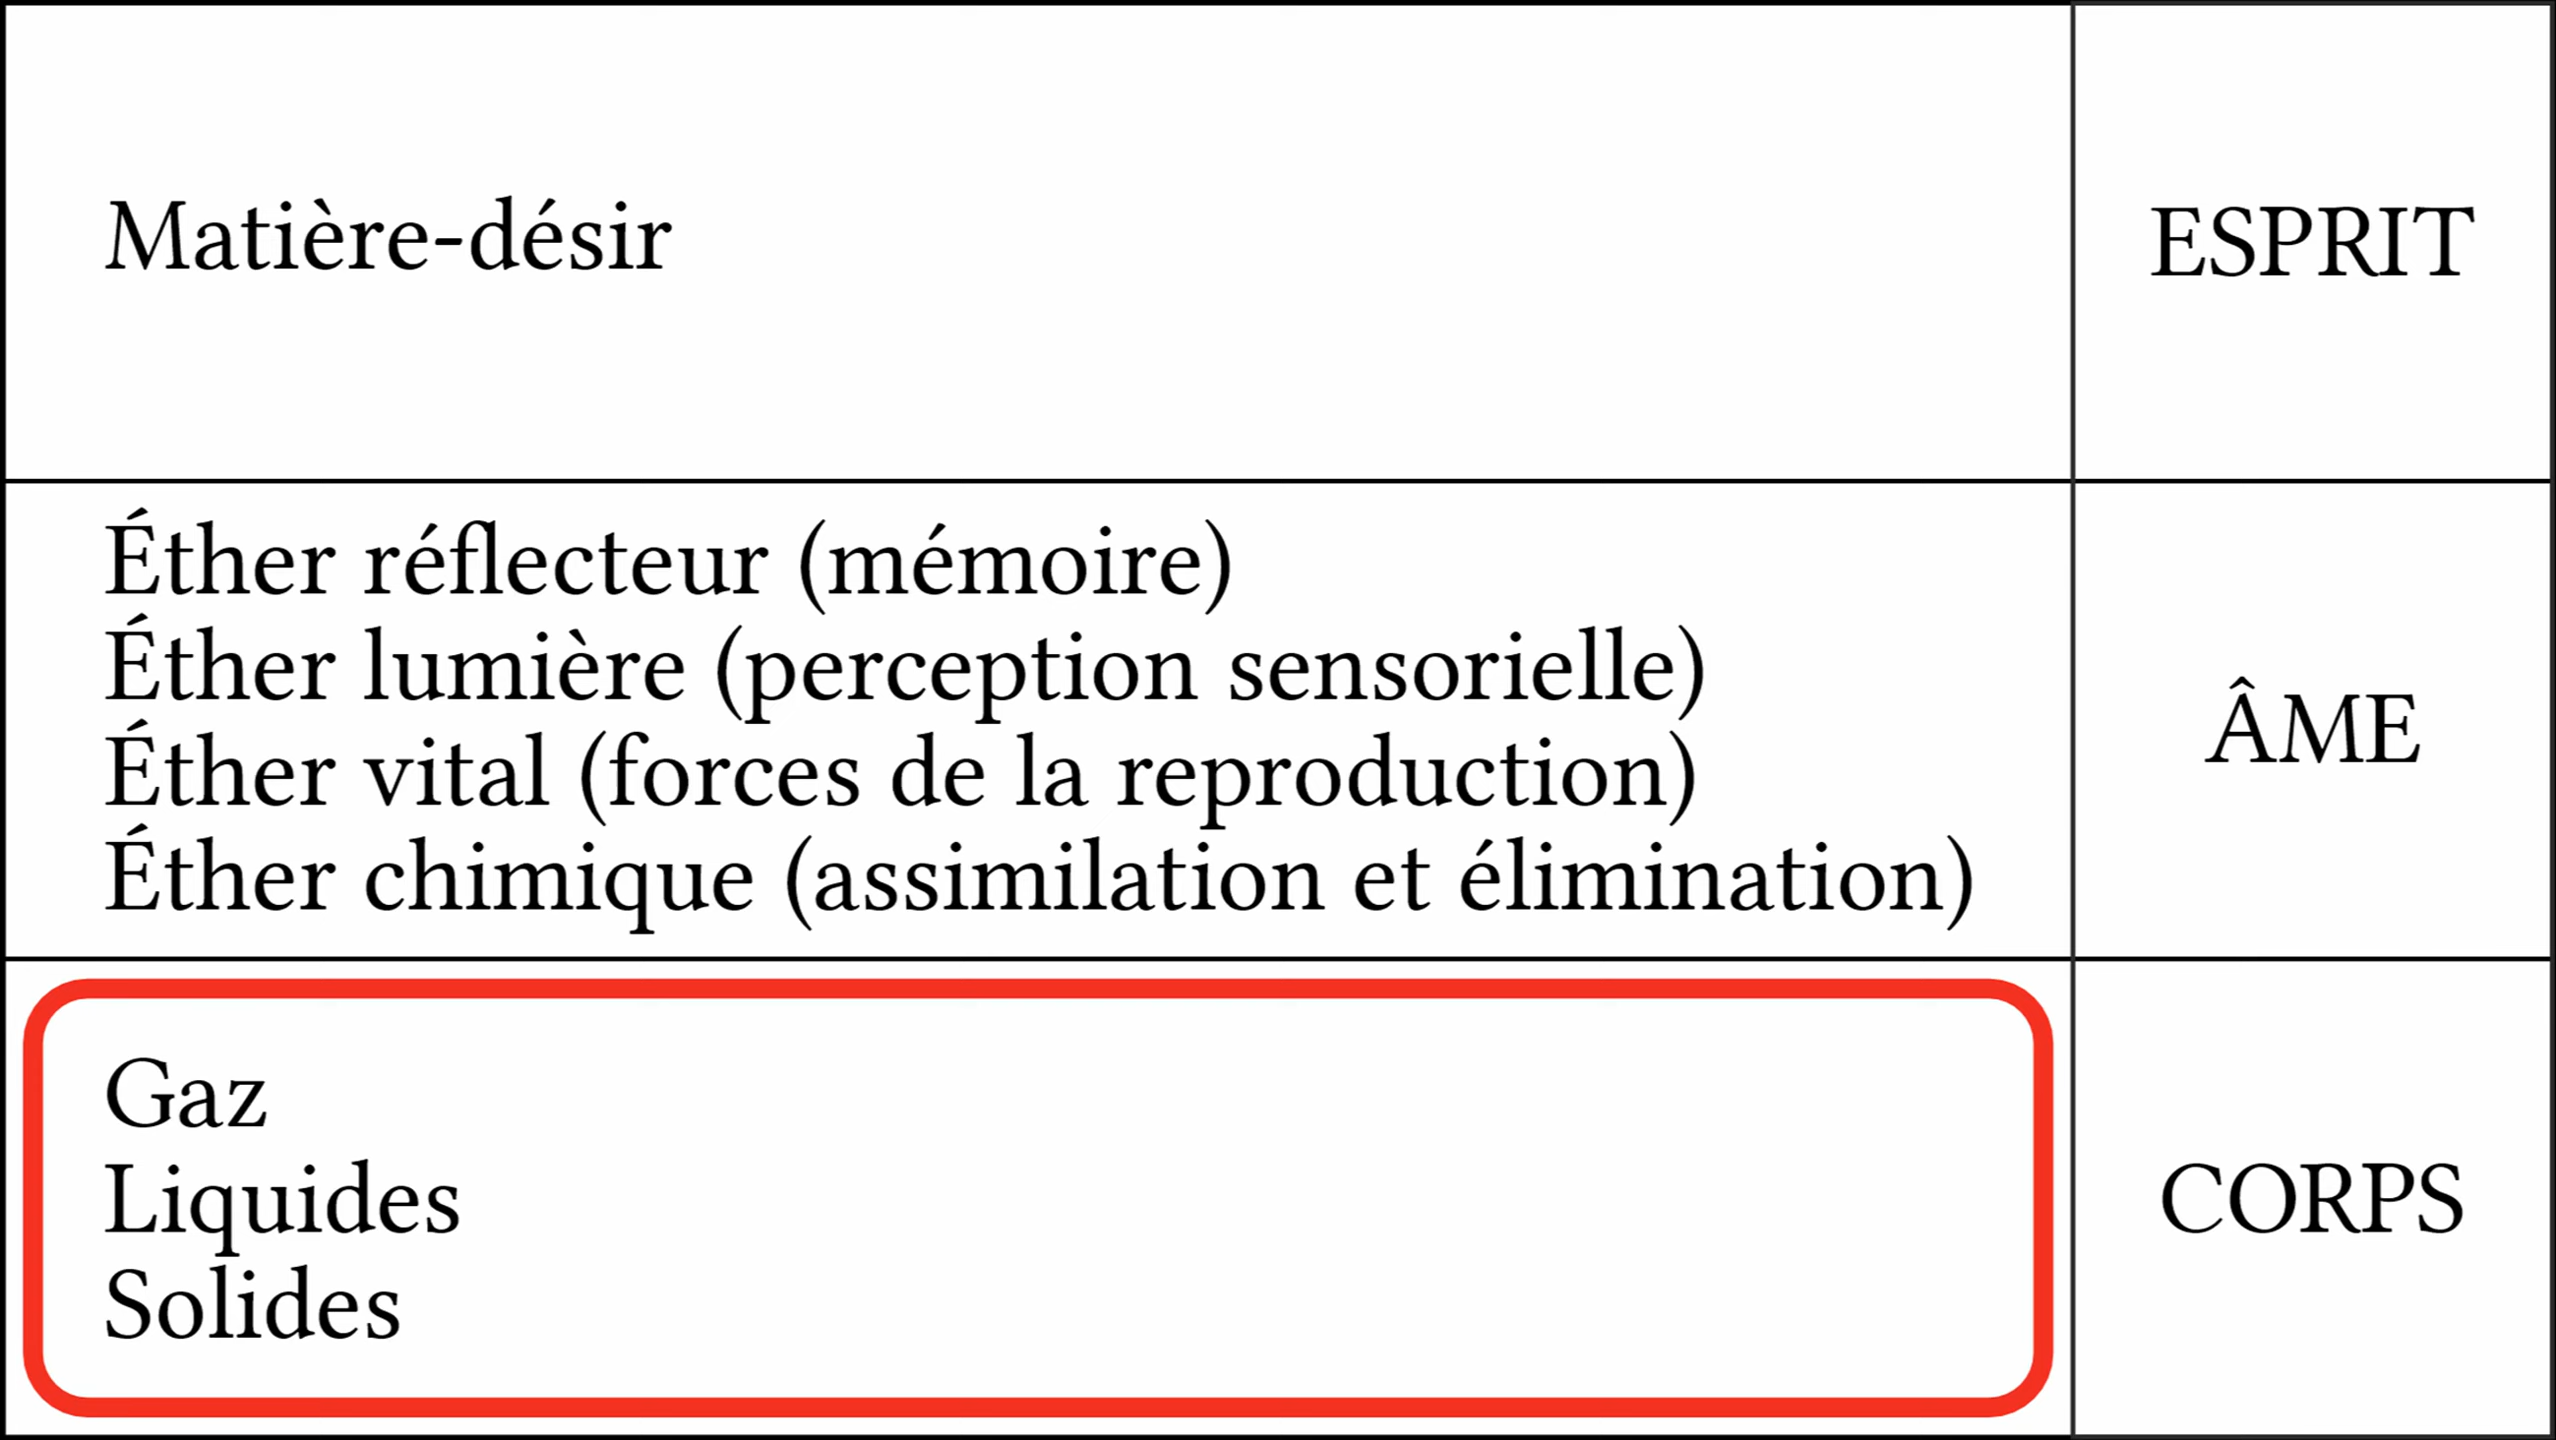 Matière-désir
ESPRIT
Éther réflecteur (mémoire)
Éther lumière (perception sensorielle)
Éther vital (forces de la reproduction)
Éther chimique (assimilation et élimination)
ÂME
Gaz
Liquides
Solides
CORPS